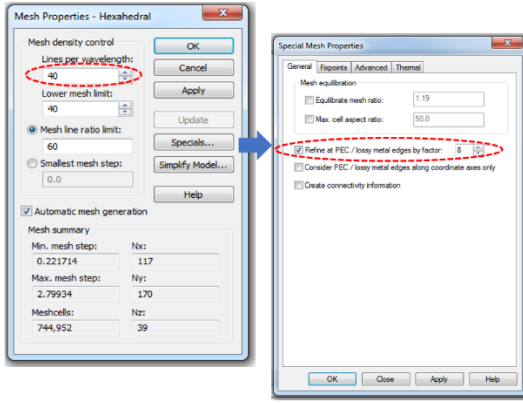 Mesh Properties - Hexahedral
Mesh density control
Lines per wavelength:
40
Lower mesh limit:
40
Mesh line ratio limit:
60
Smallest mesh step:
0.0
Automatic mesh generation
Mesh summary
Min. mesh step: Nx:
0.221714 117
Max. mesh step: Ny:
2.79934 170
Meshcells: Nz:
744,952 39
OK
Cancel
Apply
Update
Specials...
Simplify Model...
Help
Special Mesh Properties
General Fixpoints Advanced Thermal
Mesh equilibration
Equilibrate mesh ratio: 1.19
Max. cell aspect ratio: 50.0
Refine at PEC / lossy metal edges by factor: 8
Consider PEC / lossy metal edges along coordinate axes only
Create connectivity information
OK Close Apply Help